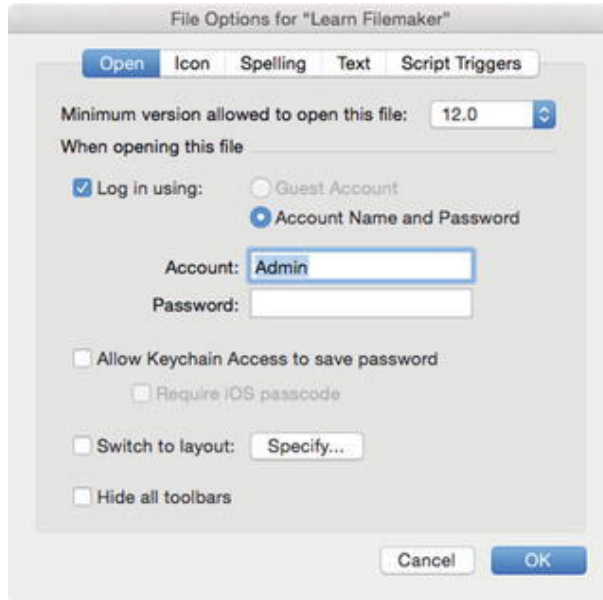 File Options for "Learn Filemaker"
Open Icon Spelling Text Script Triggers
Minimum version allowed to open this file: 12.0
When opening this file
Log in using: Guest Account
Account Name and Password
Account: Admin
Password:
Allow Keychain Access to save password
Require iOS passcode
Switch to layout: Specify...
Hide all toolbars
Cancel OK